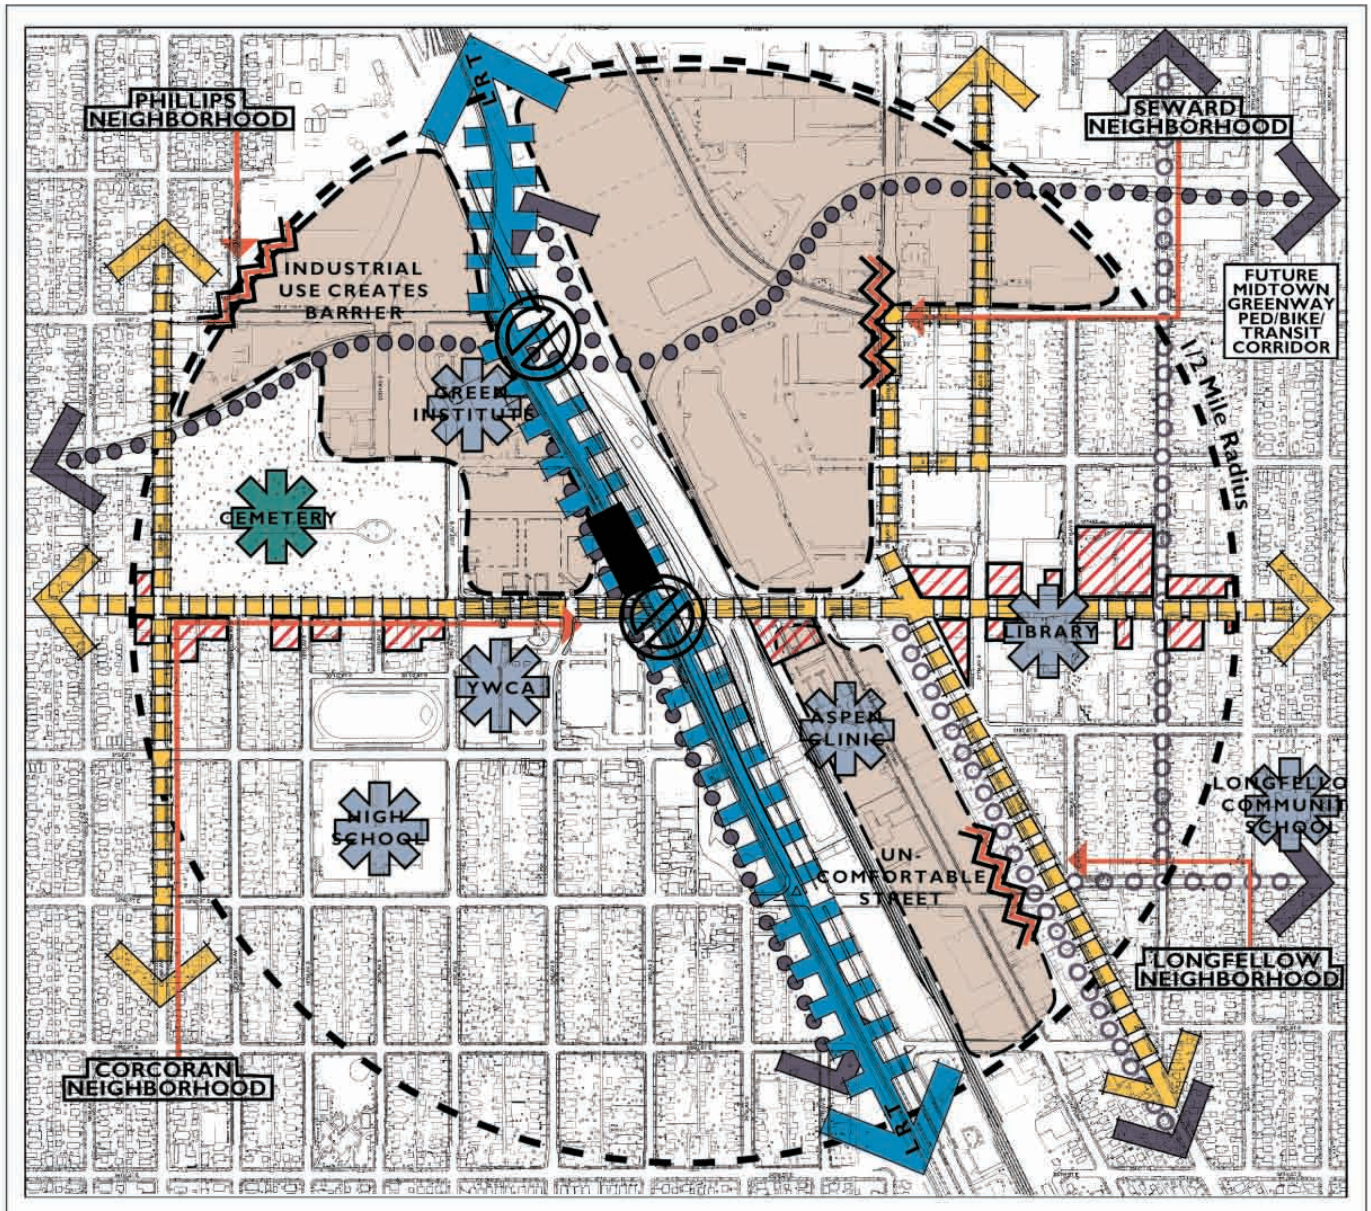 LRT
PHILLIPS
NEIGHBORHOOD
SEWARD
NEIGHBORHOOD
INDUSTRIAL
USE CREATES
BARRIER
FUTURE
MIDTOWN
GREENWAY
PED/BIKE/
TRANSIT
CORRIDOR
1/2 Mile Radius
GREEN
INSTITUTE
CEMETERY
LIBRARY
YWCA
ASPEN
CLINIC
HIGH
SCHOOL
LONGFELLO
COMMUNIT
SCHOOL
UN-
COMFORTABLE
STREET
LONGFELLOW
NEIGHBORHOOD
CORCORAN
NEIGHBORHOOD
LRT